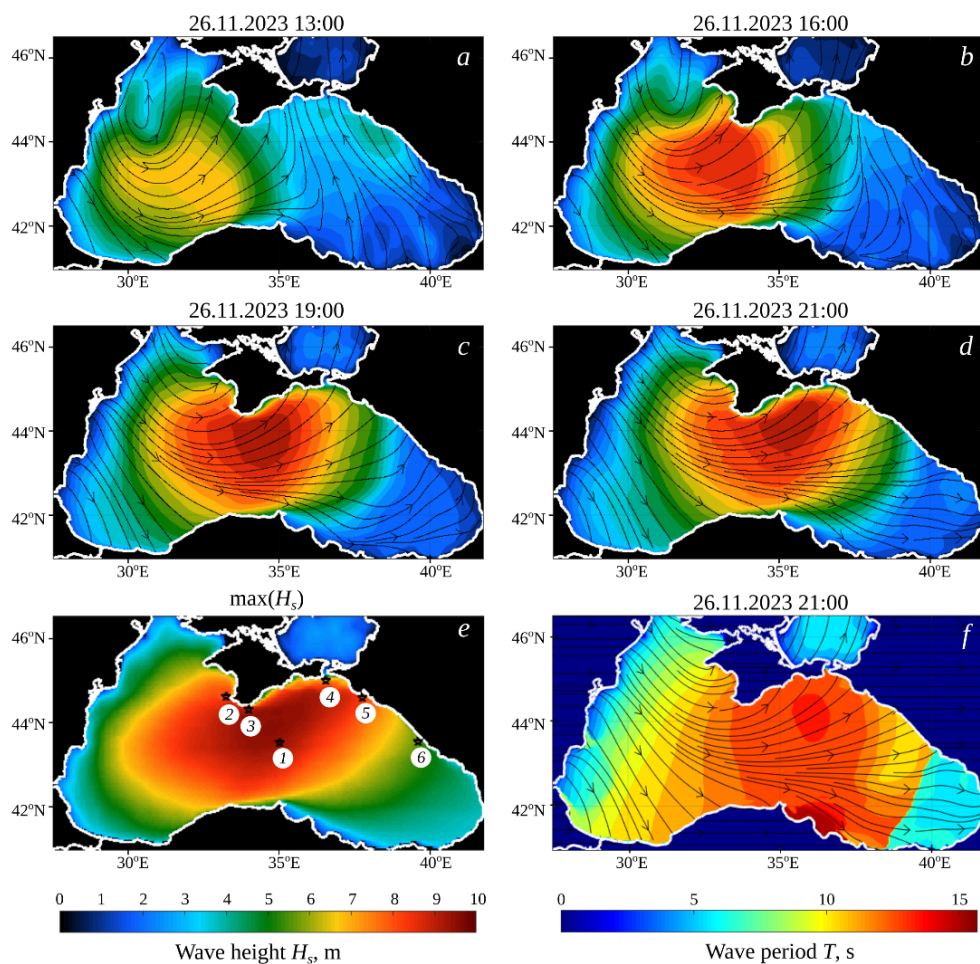 26.11.2023 13:00
26.11.2023 16:00
a
b
46°N
44°N
42°N
30°E
35°E
40°E
46°N
44°N
42°N
30°E
35°E
40°E
26.11.2023 19:00
26.11.2023 21:00
c
d
46°N
44°N
42°N
30°E
35°E
40°E
46°N
44°N
42°N
30°E
35°E
40°E
max(Hₛ)
26.11.2023 21:00
e
f
46°N
44°N
42°N
2
3
4
5
1
6
30°E
35°E
40°E
46°N
44°N
42°N
30°E
35°E
40°E
0 1 2 3 4 5 6 7 8 9 10
Wave height Hₛ, m
0 5 10 15
Wave period T, s